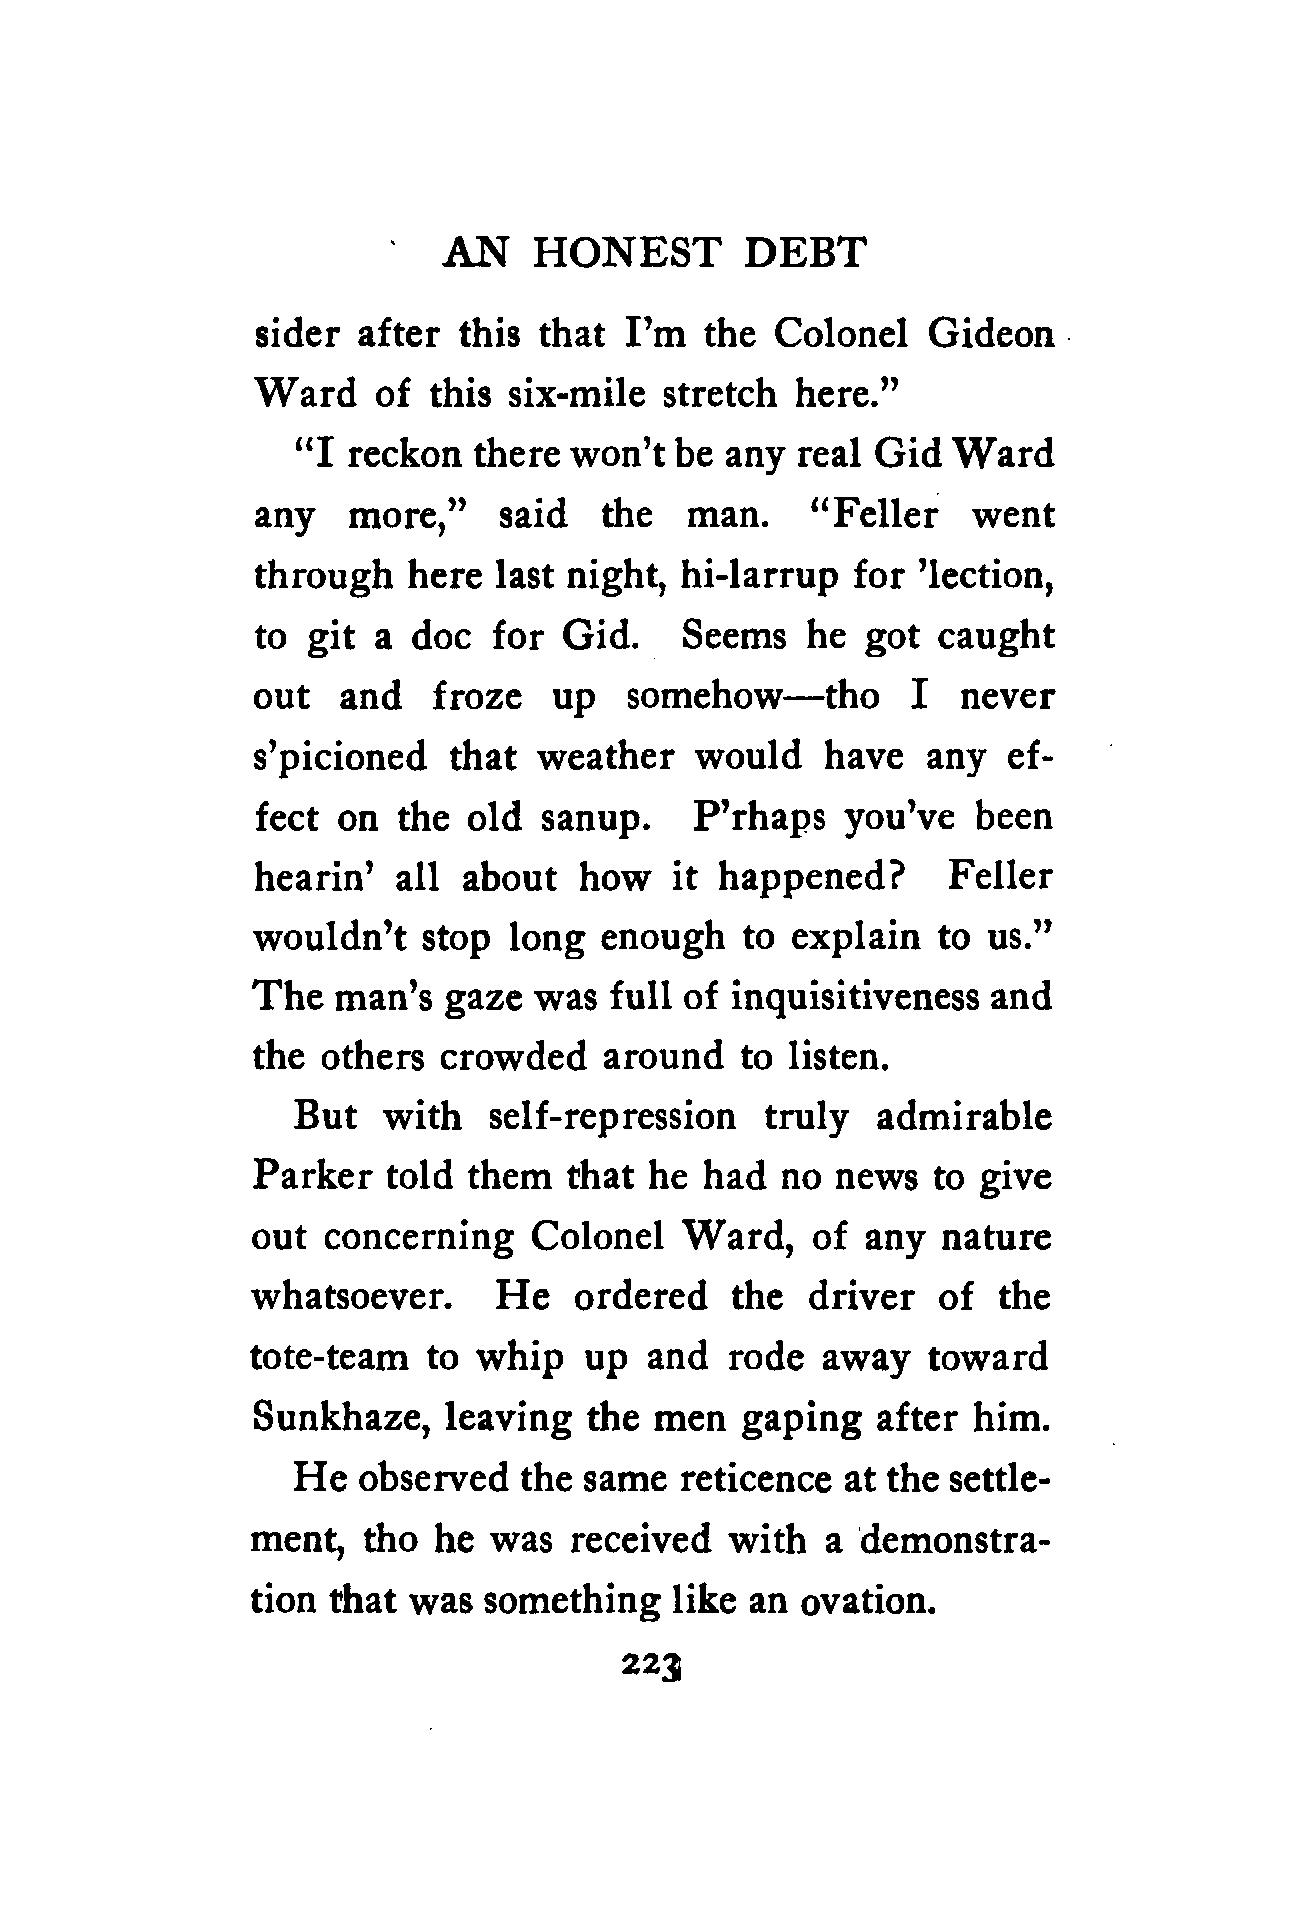 AN HONEST DEBT
sider after this that I’m the Colonel Gideon
Ward of this six-mile stretch here.”
“I reckon there won’t be any real Gid Ward
any more,” said the man. “Feller went
through here last night, hi-larrup for ’lection,
to git a doc for Gid. Seems he got caught
out and froze up somehow—tho I never
s’picioned that weather would have any ef-
fect on the old sanup. P’rhaps you’ve been
hearin’ all about how it happened? Feller
wouldn’t stop long enough to explain to us.”
The man’s gaze was full of inquisitiveness and
the others crowded around to listen.
But with self-repression truly admirable
Parker told them that he had no news to give
out concerning Colonel Ward, of any nature
whatsoever. He ordered the driver of the
tote-team to whip up and rode away toward
Sunkhaze, leaving the men gaping after him.
He observed the same reticence at the settle-
ment, tho he was received with a demonstra-
tion that was something like an ovation.
223